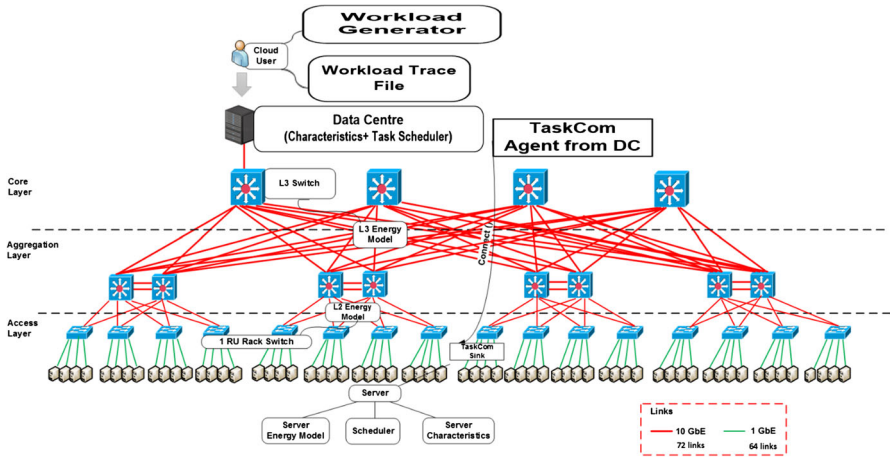 Workload
Generator
Cloud
User
Workload Trace
File
Data Centre
(Characteristics+ Task Scheduler)
TaskCom
Agent from DC
Core
Layer
L3 Switch
L3 Energy
Model
Connect ()
Aggregation
Layer
L2 Energy
Model
Access
Layer
1 RU Rack Switch
TaskCom
Sink
Server
Server
Energy Model
Scheduler
Server
Characteristics
Links
10 GbE
1 GbE
72 links
64 links